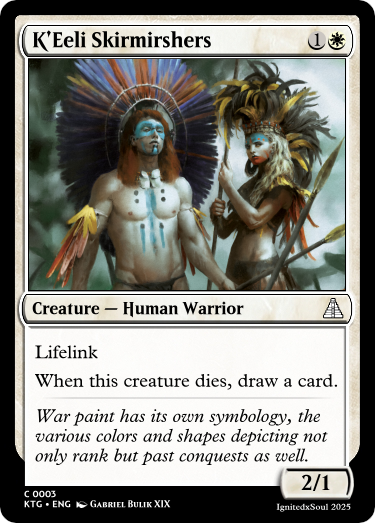 K'Eeli Skirmirshers 1
Creature — Human Warrior
Lifelink
When this creature dies, draw a card.
War paint has its own symbology, the
various colors and shapes depicting not
only rank but past conquests as well.
2/1
C 0003
KTG • ENG Gabriel Bulik XIX
IgnitedxSoul 2025